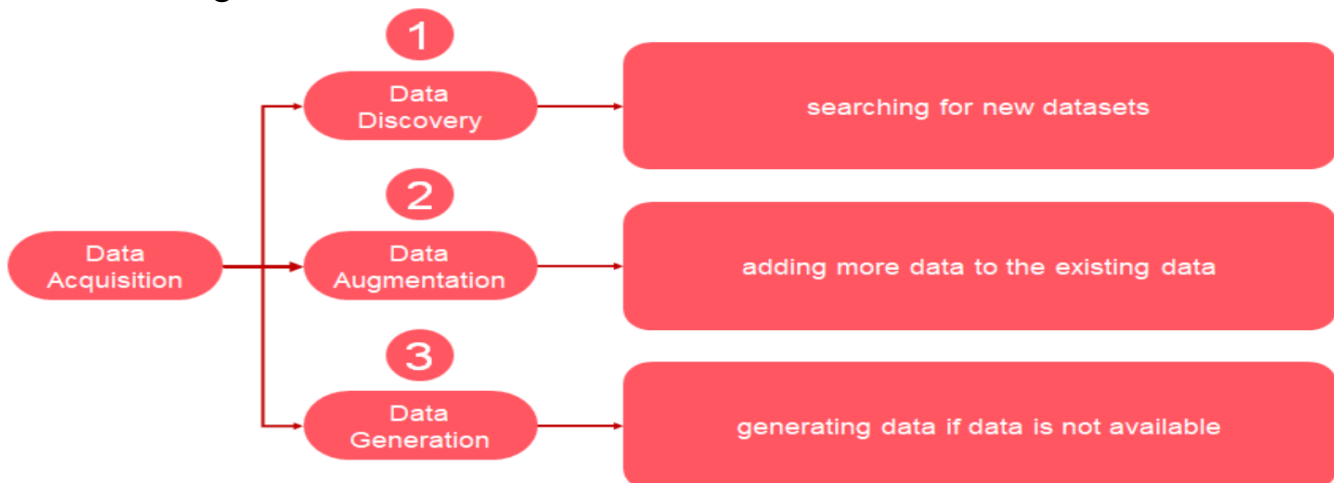 1
Data
Discovery
searching for new datasets
2
Data
Acquisition
Data
Augmentation
adding more data to the existing data
3
Data
Generation
generating data if data is not available